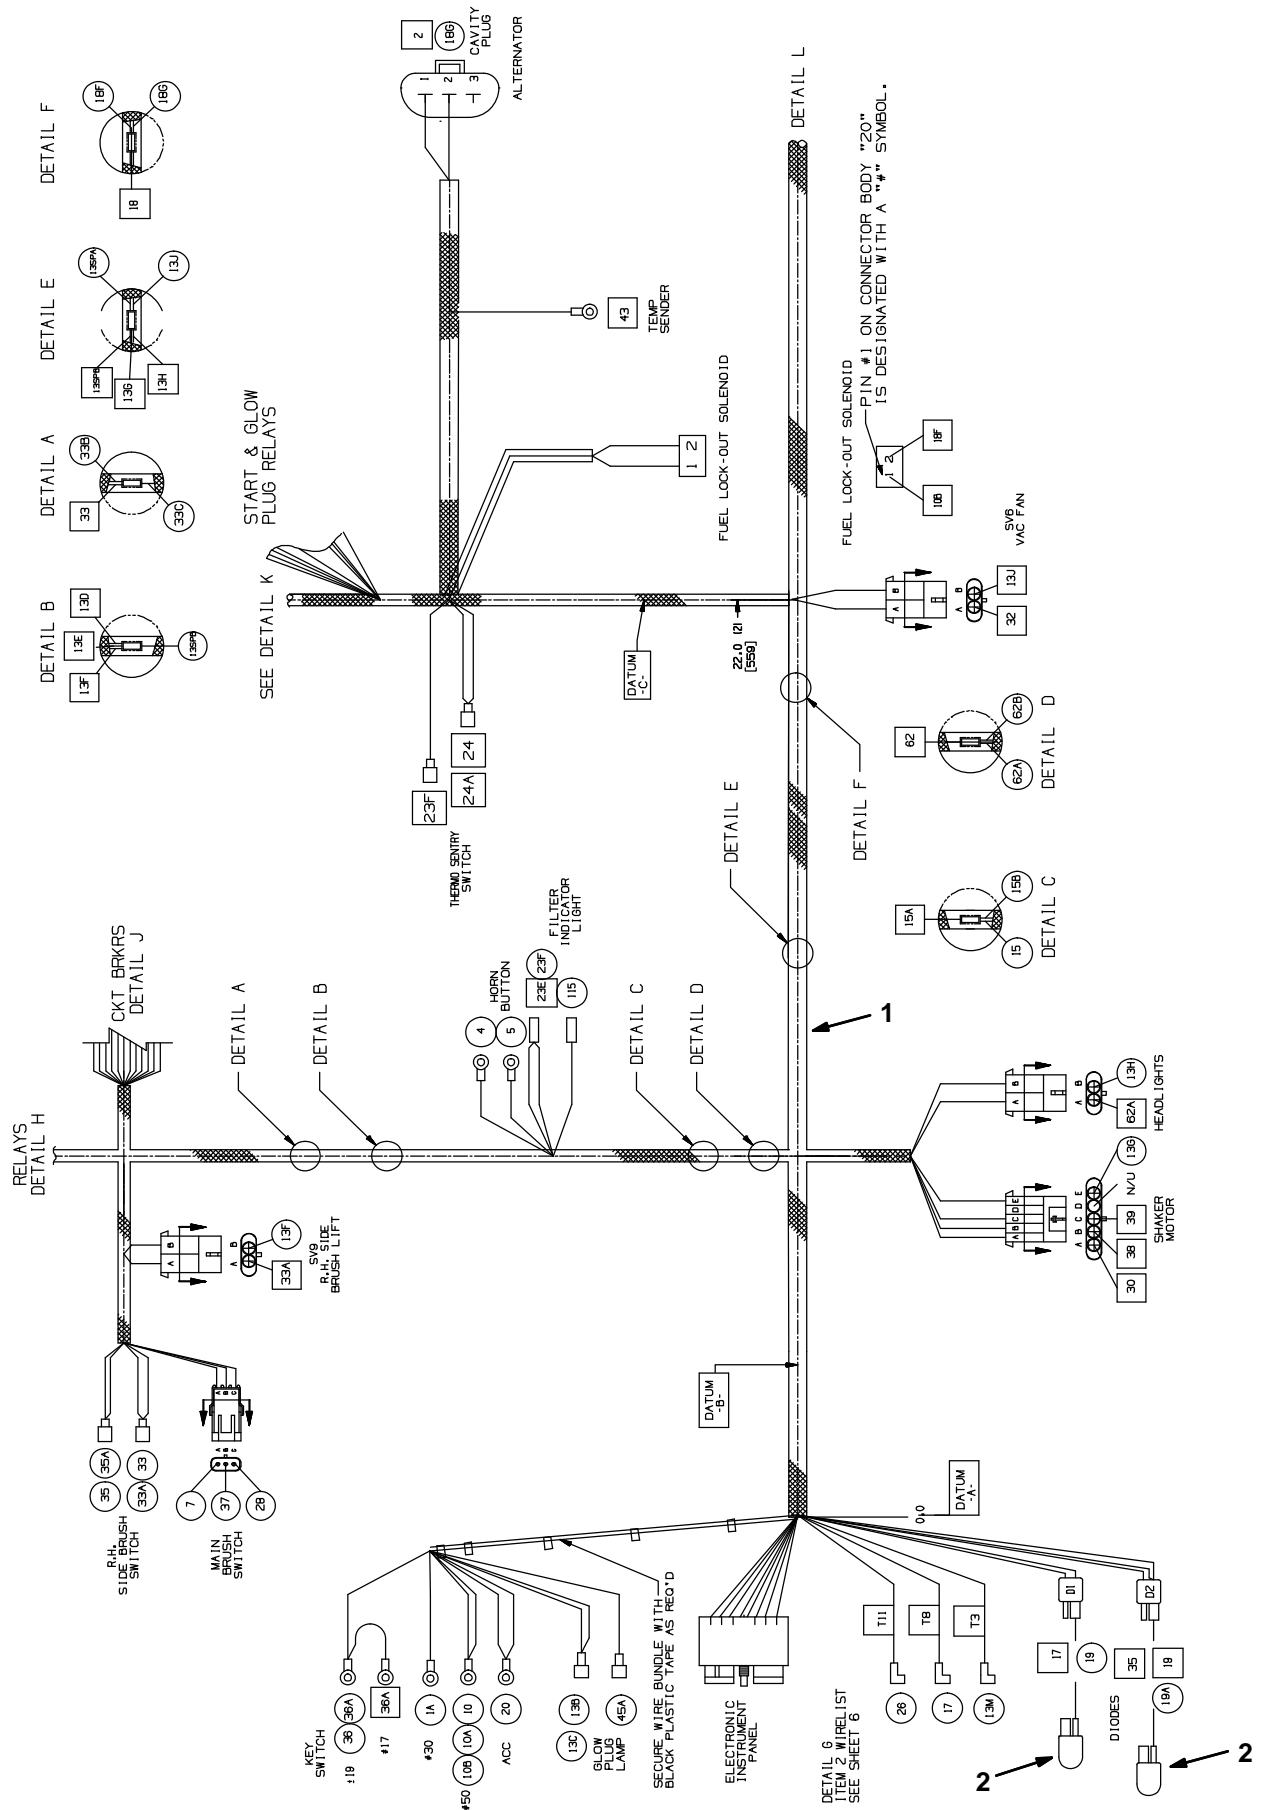 DETAIL F
18F
18G
18
2
18G
CAVITY
PLUG
1
2
3
ALTERNATOR
DETAIL E
13SPA
13J
13SPB
13G
13H
43
TEMP
SENDER
DETAIL L
PIN #1 ON CONNECTOR BODY "20"
IS DESIGNATED WITH A "#" SYMBOL.
DETAIL A
33B
33
33C
START & GLOW
PLUG RELAYS
SEE DETAIL K
1 2
FUEL LOCK-OUT SOLENOID
FUEL LOCK-OUT SOLENOID
1 2
18F
10B
DETAIL B
13D
13E
13F
13SPB
DATUM
-C-
22.0 (2)
[559]
A B
A B
SV6
VAC FAN
13J
32
23F
24
24A
THERMO SENTRY
SWITCH
DETAIL F
DETAIL E
62
62B
62A
DETAIL D
15A
15B
15
DETAIL C
CKT BRKRS
DETAIL J
RELAYS
DETAIL H
DETAIL A
DETAIL B
HORN
BUTTON
4
5
23E
23F
115
FILTER
INDICATOR
LIGHT
DETAIL C
DETAIL D
1
A B
A B
13H
62A
HEADLIGHTS
A B C D E
A B C D E
13G
N/U
39
38
30
SHAKER
MOTOR
A B
A B
13F
33A
SV9
R.H. SIDE
BRUSH LIFT
35A
35
33
33A
R.H.
SIDE BRUSH
SWITCH
A B C
A B C
7
37
28
MAIN
BRUSH
SWITCH
DATUM
-B-
DATUM
-A-
0.0
KEY
SWITCH
36A
36
±19
36A
#17
1A
#30
10
10A
10B
#50
20
ACC
13B
13C
GLOW
PLUG
LAMP
45A
SECURE WIRE BUNDLE WITH
BLACK PLASTIC TAPE AS REQ'D
ELECTRONIC
INSTRUMENT
PANEL
DETAIL G
ITEM 2 WIRELIST
SEE SHEET 6
T11
26
T8
17
T3
13M
D1
17
19
D2
35
19
19A
DIODES
2
2